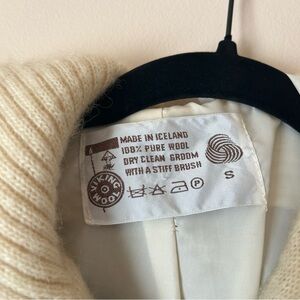 MADE IN ICELAND
100% PURE WOOL
DRY CLEAN GROOM
WITH A STIFF BRUSH
VIKING
WOOL
P
S